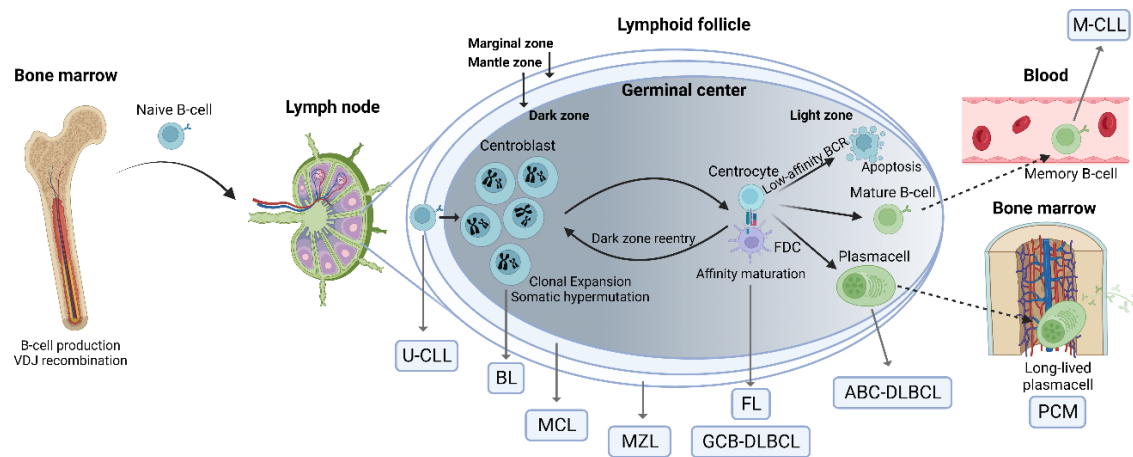 Bone marrow
Naive B-cell
B-cell production
VDJ recombination
Lymph node
Lymphoid follicle
Marginal zone
Mantle zone
Germinal center
Dark zone
Light zone
Centroblast
Clonal Expansion
Somatic hypermutation
Dark zone reentry
Centrocyte
Low-affinity BCR
Apoptosis
Mature B-cell
FDC
Affinity maturation
Plasmacell
U-CLL
BL
MCL
MZL
FL
GCB-DLBCL
ABC-DLBCL
M-CLL
Blood
Memory B-cell
Bone marrow
Long-lived
plasmacell
PCM